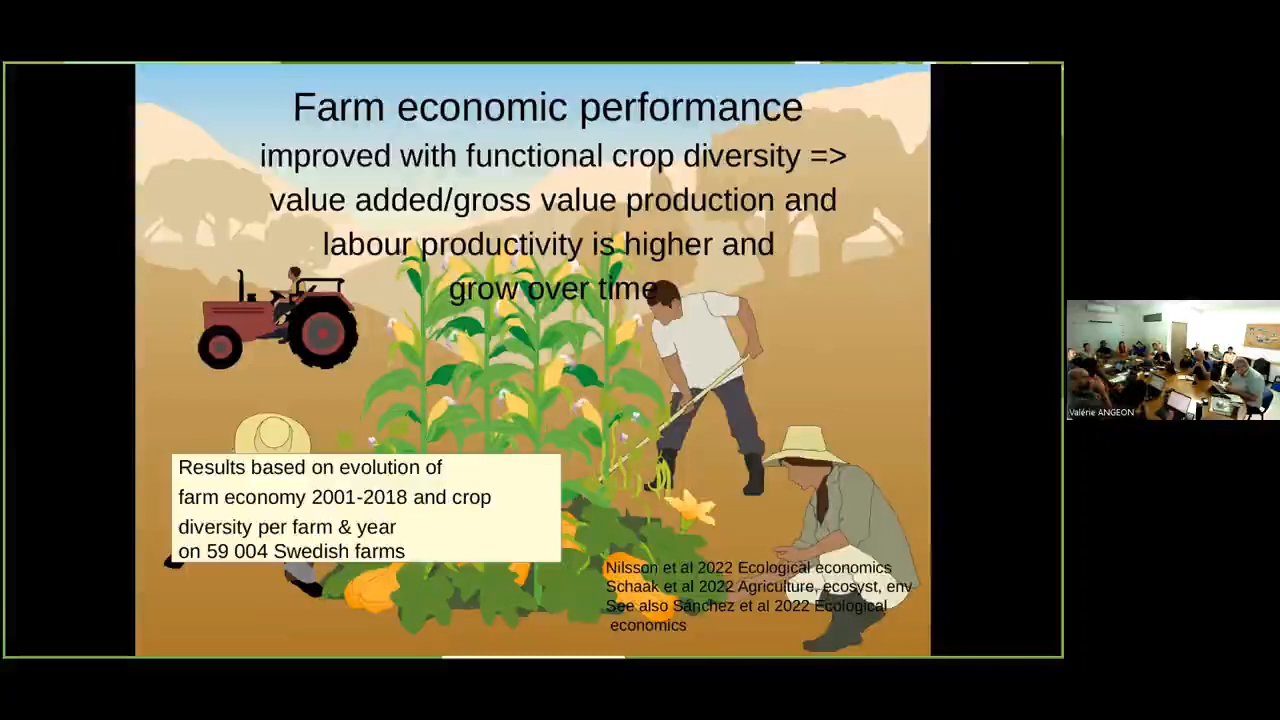 Farm economic performance
improved with functional crop diversity =>
value added/gross value production and
labour productivity is higher and
grow over time
Results based on evolution of
farm economy 2001-2018 and crop
diversity per farm & year
on 59 004 Swedish farms
Nilsson et al 2022 Ecological economics
Schaak et al 2022 Agriculture, ecosyst, env
See also Sánchez et al 2022 Ecological
economics
Valérie ANGEON